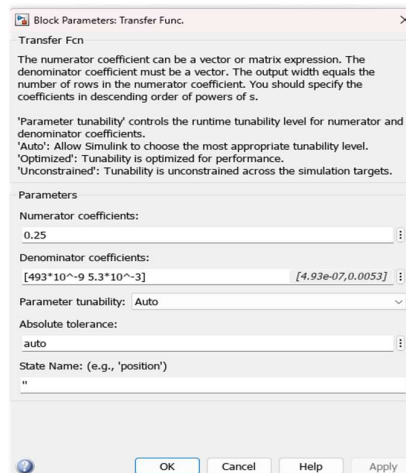 Block Parameters: Transfer Func.
Transfer Fcn
The numerator coefficient can be a vector or matrix expression. The
denominator coefficient must be a vector. The output width equals the
number of rows in the numerator coefficient. You should specify the
coefficients in descending order of powers of s.
'Parameter tunability' controls the runtime tunability level for numerator and
denominator coefficients.
'Auto': Allow Simulink to choose the most appropriate tunability level.
'Optimized': Tunability is optimized for performance.
'Unconstrained': Tunability is unconstrained across the simulation targets.
Parameters
Numerator coefficients:
0.25
Denominator coefficients:
[493*10^-9 5.3*10^-3] [4.93e-07,0.0053]
Parameter tunability: Auto
Absolute tolerance:
auto
State Name: (e.g., 'position')
''
OK Cancel Help Apply